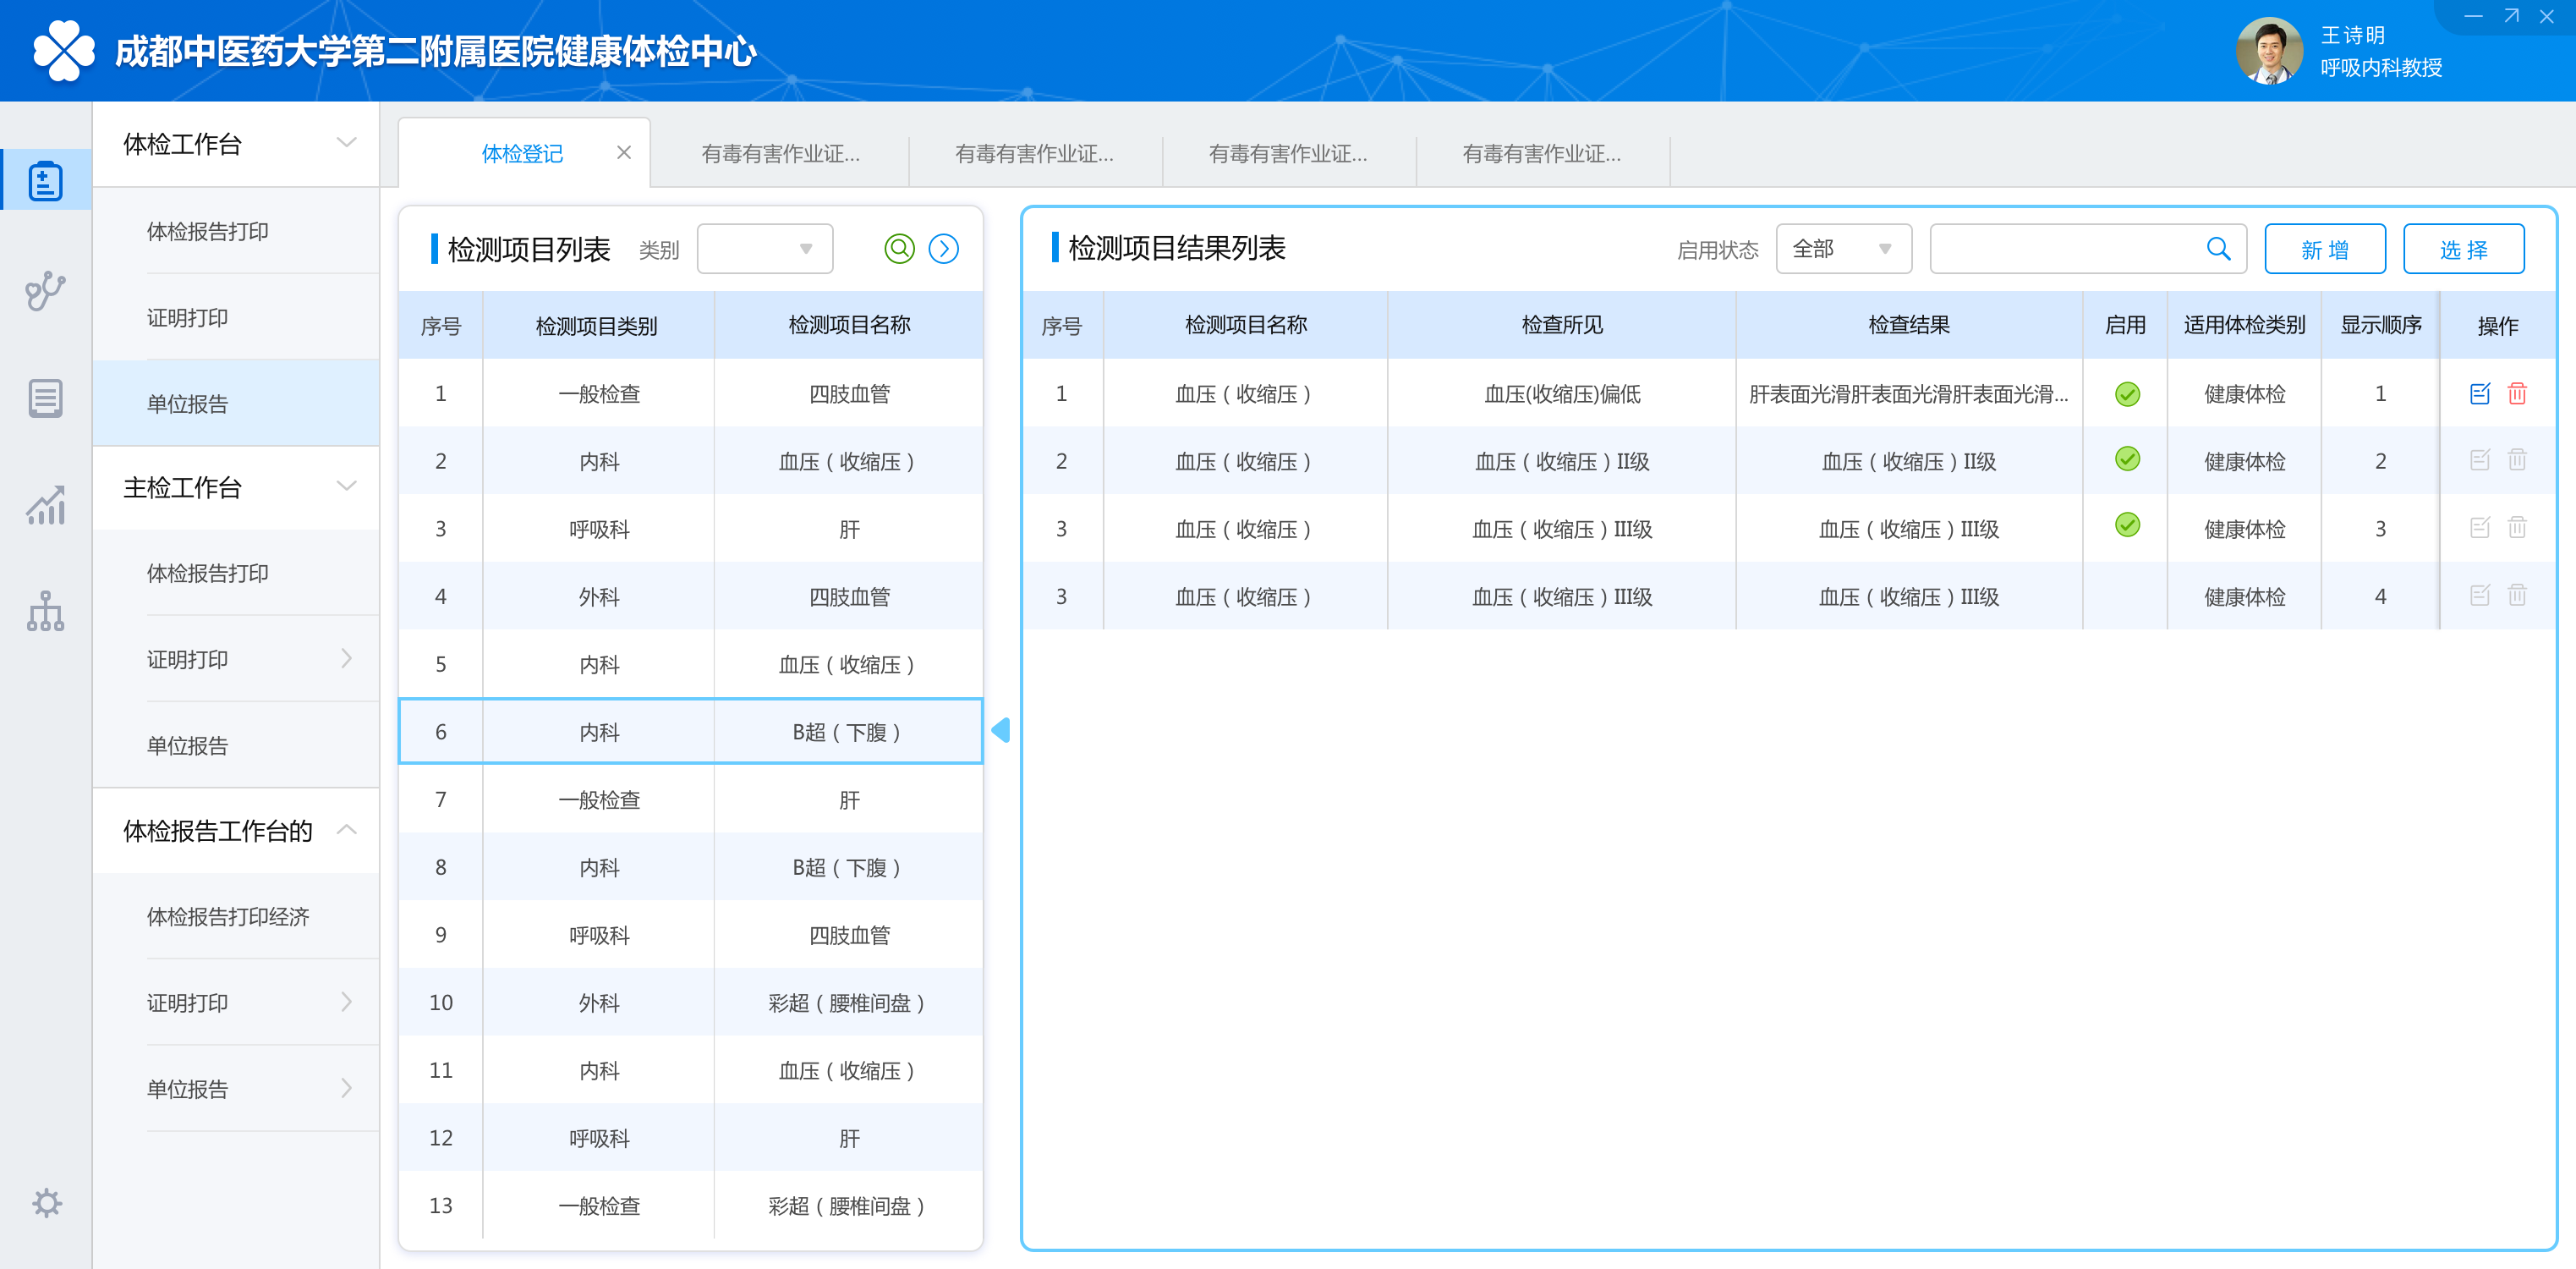 成都中医药大学第二附属医院健康体检中心
王诗明
呼吸内科教授
体检工作台
体检报告打印
证明打印
单位报告
主检工作台
体检报告打印
证明打印
单位报告
体检报告工作台的
体检报告打印经济
证明打印
单位报告
体检登记 有毒有害作业证... 有毒有害作业证... 有毒有害作业证... 有毒有害作业证...
检测项目列表 类别
序号 检测项目类别 检测项目名称
1 一般检查 四肢血管
2 内科 血压（收缩压）
3 呼吸科 肝
4 外科 四肢血管
5 内科 血压（收缩压）
6 内科 B超（下腹）
7 一般检查 肝
8 内科 B超（下腹）
9 呼吸科 四肢血管
10 外科 彩超（腰椎间盘）
11 内科 血压（收缩压）
12 呼吸科 肝
13 一般检查 彩超（腰椎间盘）
检测项目结果列表 启用状态 全部 新增 选择
序号 检测项目名称 检查所见 检查结果 启用 适用体检类别 显示顺序 操作
1 血压（收缩压） 血压(收缩压)偏低 肝表面光滑肝表面光滑肝表面光滑... 健康体检 1
2 血压（收缩压） 血压（收缩压）II级 血压（收缩压）II级 健康体检 2
3 血压（收缩压） 血压（收缩压）III级 血压（收缩压）III级 健康体检 3
3 血压（收缩压） 血压（收缩压）III级 血压（收缩压）III级 健康体检 4